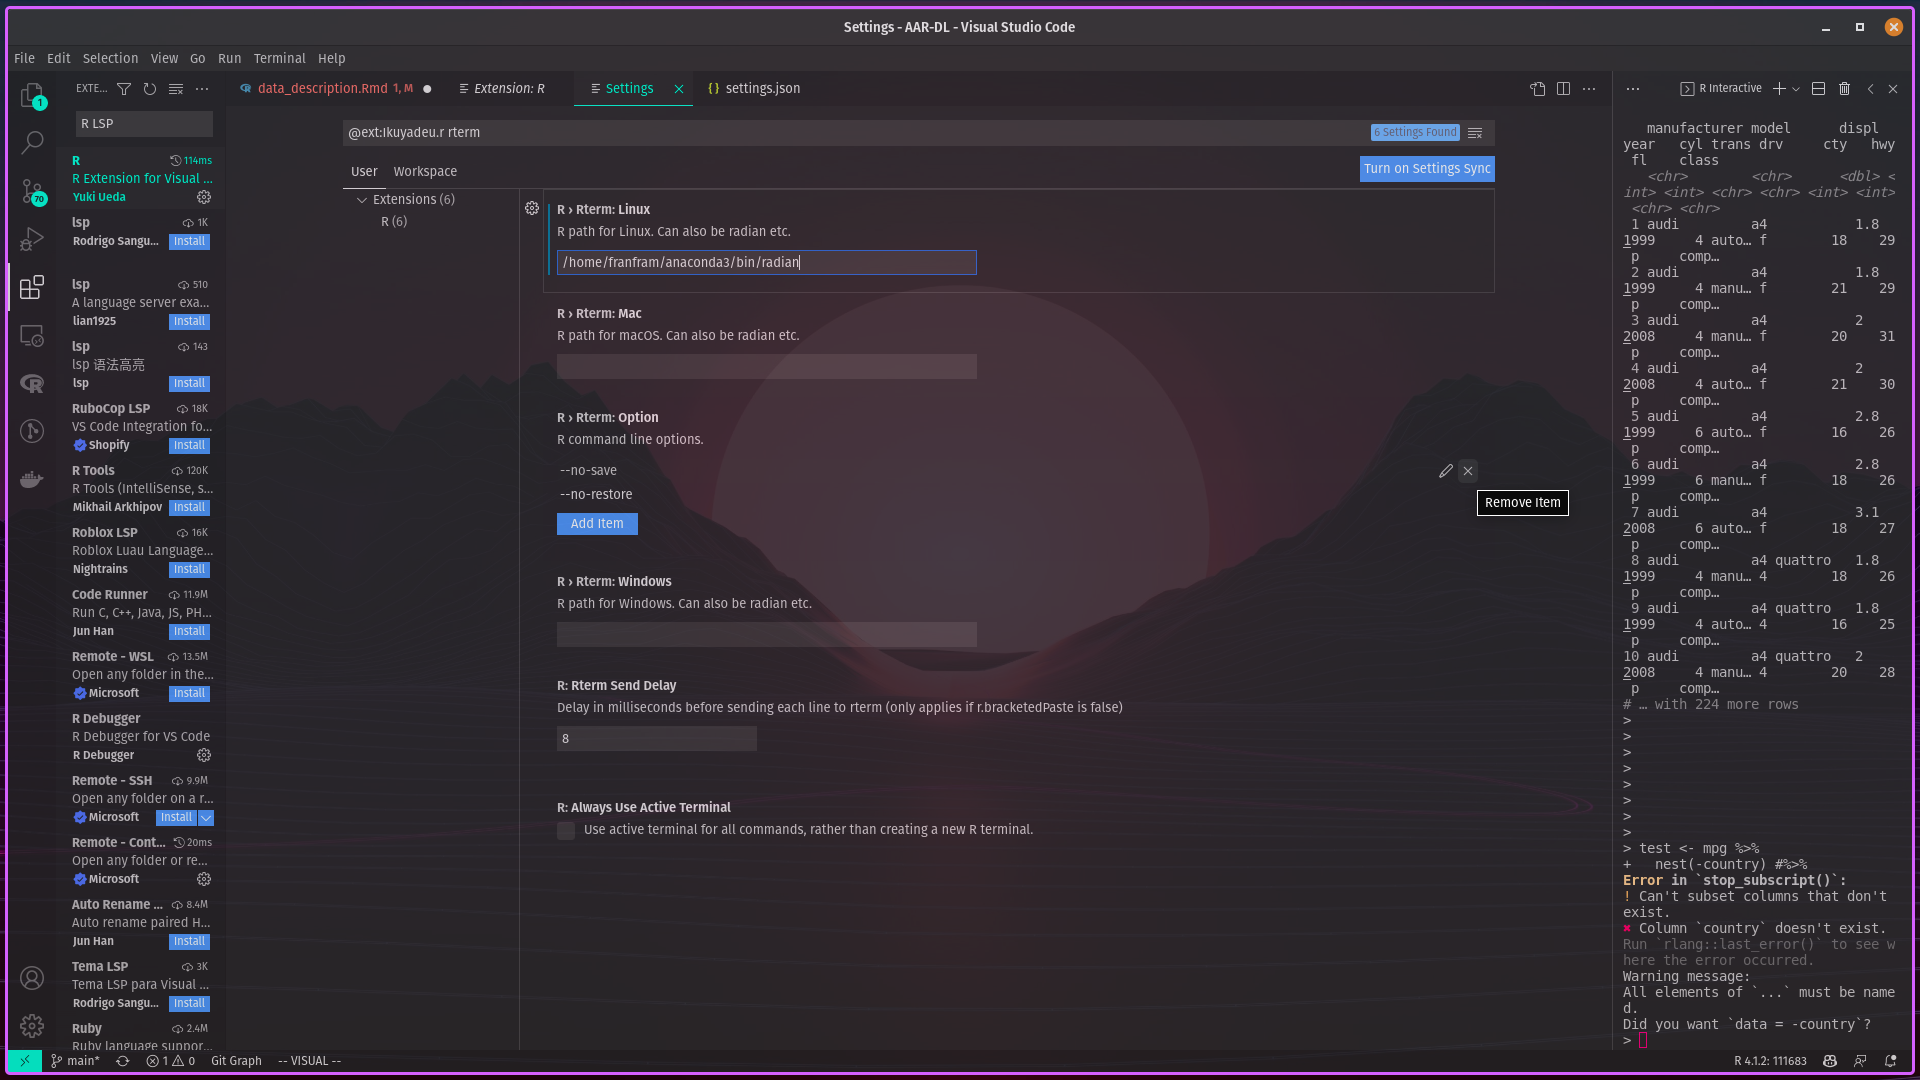 Settings - AAR-DL - Visual Studio Code
File Edit Selection View Go Run Terminal Help
EXTE...
R LSP
R 114ms
R Extension for Visual ...
Yuki Ueda
lsp 1K
Rodrigo Sangu... Install
lsp 510
A language server exa...
lian1925 Install
lsp 143
lsp 语法高亮
lsp Install
RuboCop LSP 18K
VS Code Integration fo...
Shopify Install
R Tools 120K
R Tools (IntelliSense, s...
Mikhail Arkhipov Install
Roblox LSP 16K
Roblox Luau Language...
Nightrains Install
Code Runner 11.9M
Run C, C++, Java, JS, PH...
Jun Han Install
Remote - WSL 13.5M
Open any folder in the...
Microsoft Install
R Debugger
R Debugger for VS Code
R Debugger
Remote - SSH 9.9M
Open any folder on a r...
Microsoft Install
Remote - Cont... 20ms
Open any folder or re...
Microsoft
Auto Rename ... 8.4M
Auto rename paired H...
Jun Han Install
Tema LSP 3K
Tema LSP para Visual ...
Rodrigo Sangu... Install
Ruby 2.4M
Ruby language suppor...
1
70
data_description.Rmd 1, M
Extension: R
Settings
{} settings.json
@ext:Ikuyadeu.r rterm
6 Settings Found
User Workspace
Turn on Settings Sync
Extensions (6)
R (6)
R › Rterm: Linux
R path for Linux. Can also be radian etc.
/home/franfram/anaconda3/bin/radian
R › Rterm: Mac
R path for macOS. Can also be radian etc.
R › Rterm: Option
R command line options.
--no-save
--no-restore
Remove Item
Add Item
R › Rterm: Windows
R path for Windows. Can also be radian etc.
R: Rterm Send Delay
Delay in milliseconds before sending each line to rterm (only applies if r.bracketedPaste is false)
8
R: Always Use Active Terminal
Use active terminal for all commands, rather than creating a new R terminal.
R Interactive
manufacturer model displ
year cyl trans drv cty hwy
fl class
<chr> <chr> <dbl> <
int> <int> <chr> <chr> <int> <int>
<chr> <chr>
1 audi a4 1.8
1999 4 auto… f 18 29
p comp…
2 audi a4 1.8
1999 4 manu… f 21 29
p comp…
3 audi a4 2
2008 4 manu… f 20 31
p comp…
4 audi a4 2
2008 4 auto… f 21 30
p comp…
5 audi a4 2.8
1999 6 auto… f 16 26
p comp…
6 audi a4 2.8
1999 6 manu… f 18 26
p comp…
7 audi a4 3.1
2008 6 auto… f 18 27
p comp…
8 audi a4 quattro 1.8
1999 4 manu… 4 18 26
p comp…
9 audi a4 quattro 1.8
1999 4 auto… 4 16 25
p comp…
10 audi a4 quattro 2
2008 4 manu… 4 20 28
p comp…
# … with 224 more rows
>
>
>
>
>
>
>
>
> test <- mpg %>%
+ nest(-country) #%>%
Error in `stop_subscript()`:
! Can't subset columns that don't
exist.
✖ Column `country` doesn't exist.
Run `rlang::last_error()` to see w
here the error occurred.
Warning message:
All elements of `...` must be name
d.
Did you want `data = -country`?
>
main* 1 0 Git Graph -- VISUAL --
R 4.1.2: 111683